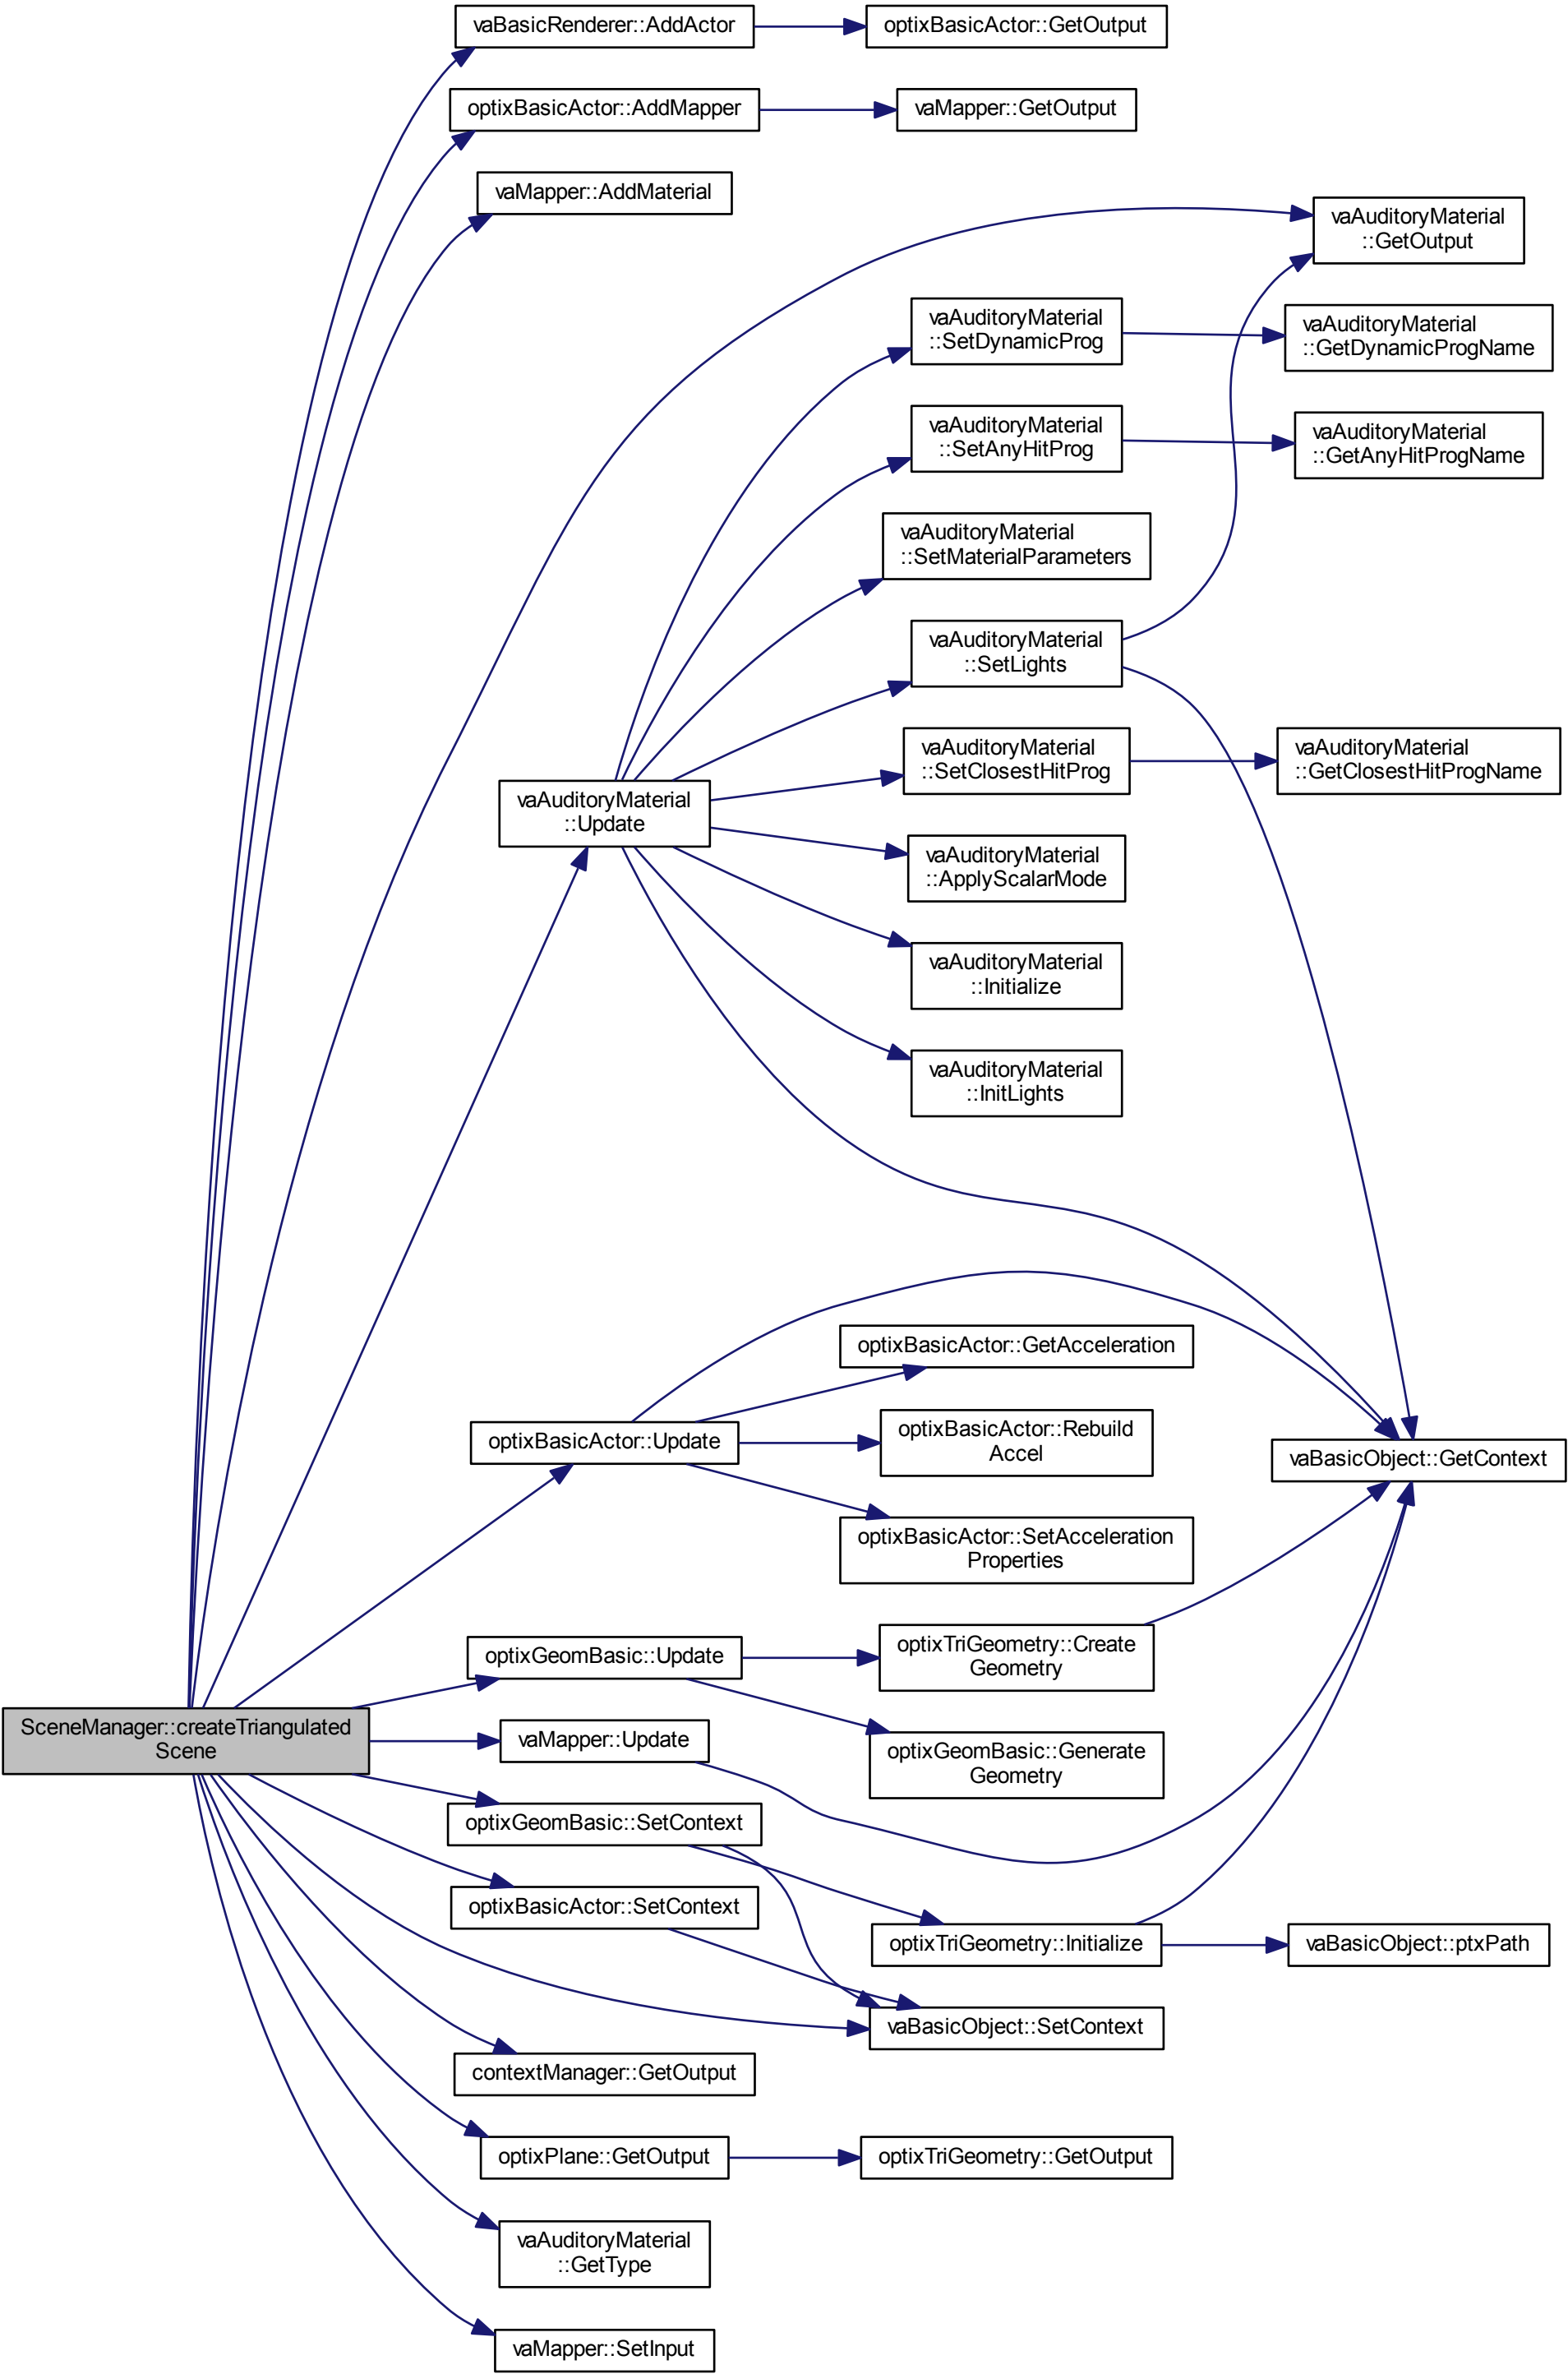 vaBasicRenderer::AddActor
optixBasicActor::GetOutput
optixBasicActor::AddMapper
vaMapper::GetOutput
vaMapper::AddMaterial
vaAuditoryMaterial
::GetOutput
vaAuditoryMaterial
::SetDynamicProg
vaAuditoryMaterial
::GetDynamicProgName
vaAuditoryMaterial
::SetAnyHitProg
vaAuditoryMaterial
::GetAnyHitProgName
vaAuditoryMaterial
::SetMaterialParameters
vaAuditoryMaterial
::SetLights
vaAuditoryMaterial
::SetClosestHitProg
vaAuditoryMaterial
::GetClosestHitProgName
vaAuditoryMaterial
::Update
vaAuditoryMaterial
::ApplyScalarMode
vaAuditoryMaterial
::Initialize
vaAuditoryMaterial
::InitLights
optixBasicActor::GetAcceleration
optixBasicActor::Update
optixBasicActor::Rebuild
Accel
vaBasicObject::GetContext
optixBasicActor::SetAcceleration
Properties
optixGeomBasic::Update
optixTriGeometry::Create
Geometry
SceneManager::createTriangulated
Scene
vaMapper::Update
optixGeomBasic::Generate
Geometry
optixGeomBasic::SetContext
optixBasicActor::SetContext
optixTriGeometry::Initialize
vaBasicObject::ptxPath
vaBasicObject::SetContext
contextManager::GetOutput
optixPlane::GetOutput
optixTriGeometry::GetOutput
vaAuditoryMaterial
::GetType
vaMapper::SetInput